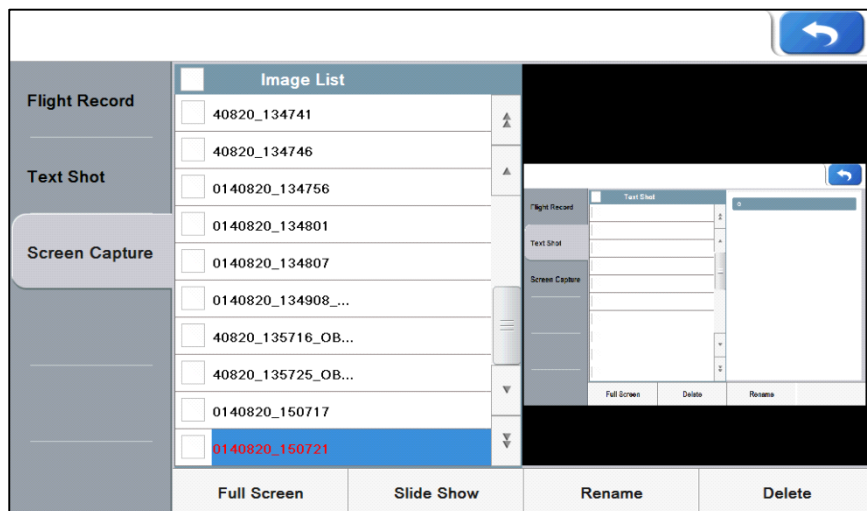 Flight Record
Text Shot
Screen Capture
Image List
40820_134741
40820_134746
0140820_134756
0140820_134801
0140820_134807
0140820_134908_...
40820_135716_OB...
40820_135725_OB...
0140820_150717
0140820_150721
Flight Record
Text Shot
Screen Capture
Text Shot
0
Full Screen
Delete
Rename
Full Screen
Slide Show
Rename
Delete